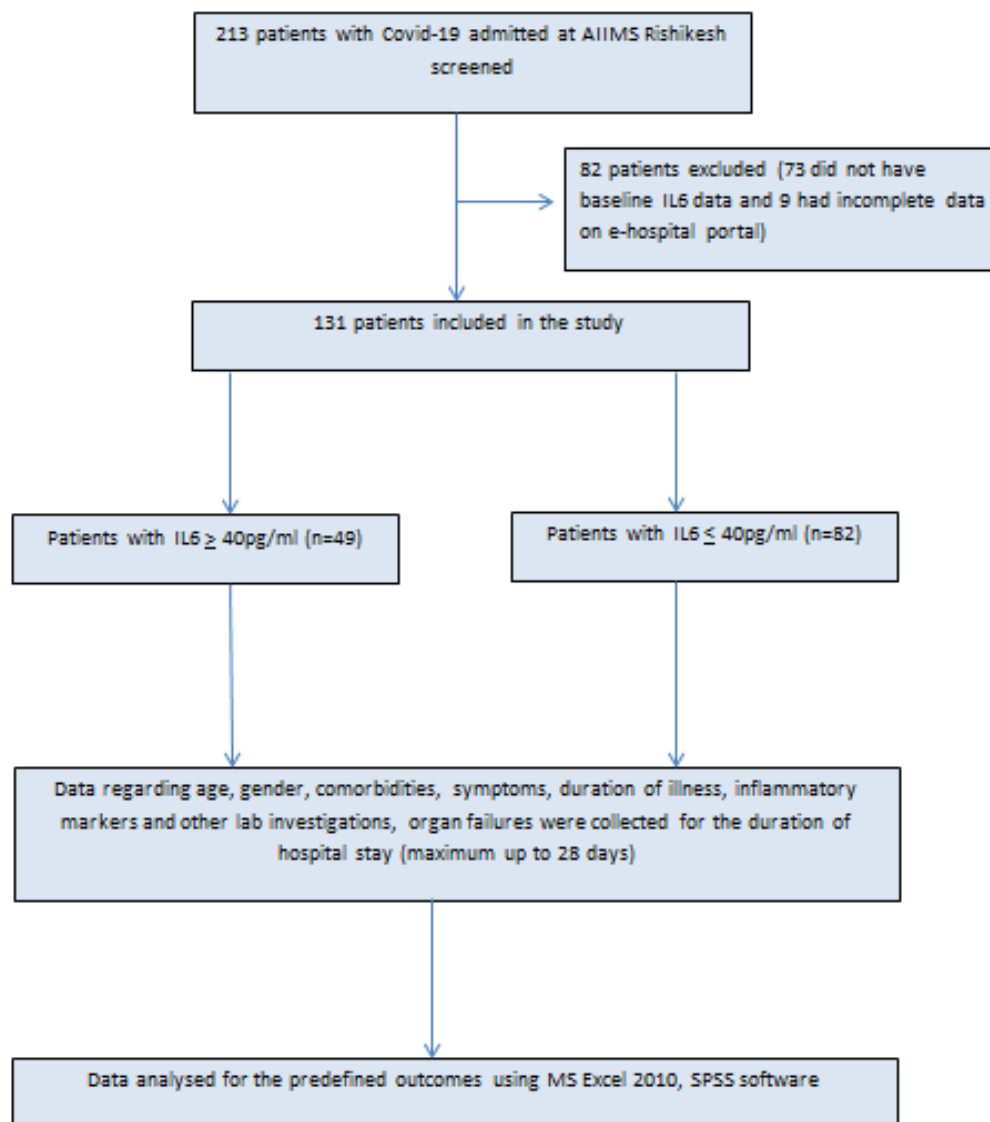 213 patients with Covid-19 admitted at AIIMS Rishikesh
screened
82 patients excluded (73 did not have
baseline IL6 data and 9 had incomplete data
on e-hospital portal)
131 patients included in the study
Patients with IL6 ≥ 40pg/ml (n=49)
Patients with IL6 ≤ 40pg/ml (n=82)
Data regarding age, gender, comorbidities, symptoms, duration of illness, inflammatory
markers and other lab investigations, organ failures were collected for the duration of
hospital stay (maximum up to 28 days)
Data analysed for the predefined outcomes using MS Excel 2010, SPSS software